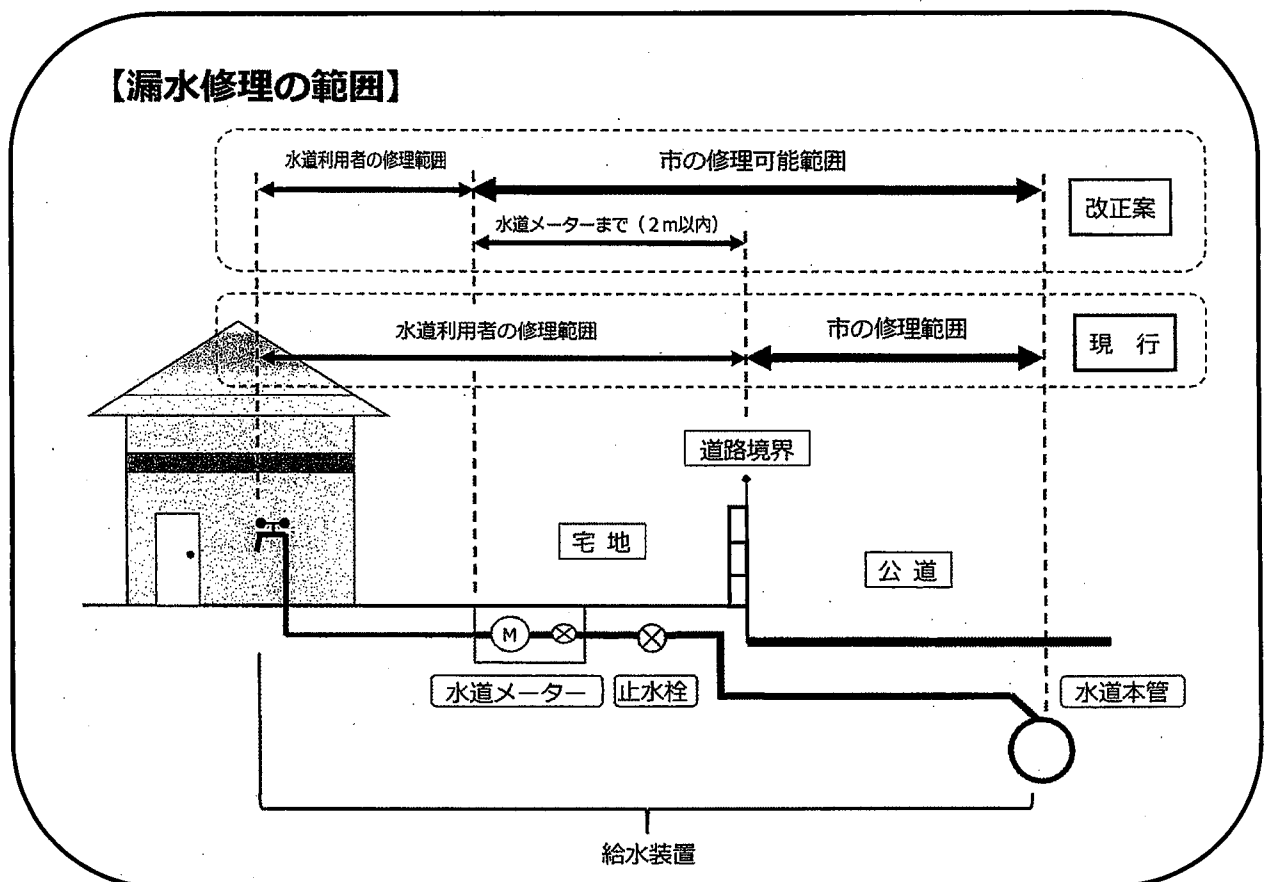 【漏水修理の範囲】
水道利用者の修理範囲
市の修理可能範囲
改正案
水道メーターまで（2m以内）
水道利用者の修理範囲
市の修理範囲
現 行
道路境界
宅 地
公 道
M
水道メーター
止水栓
水道本管
給水装置